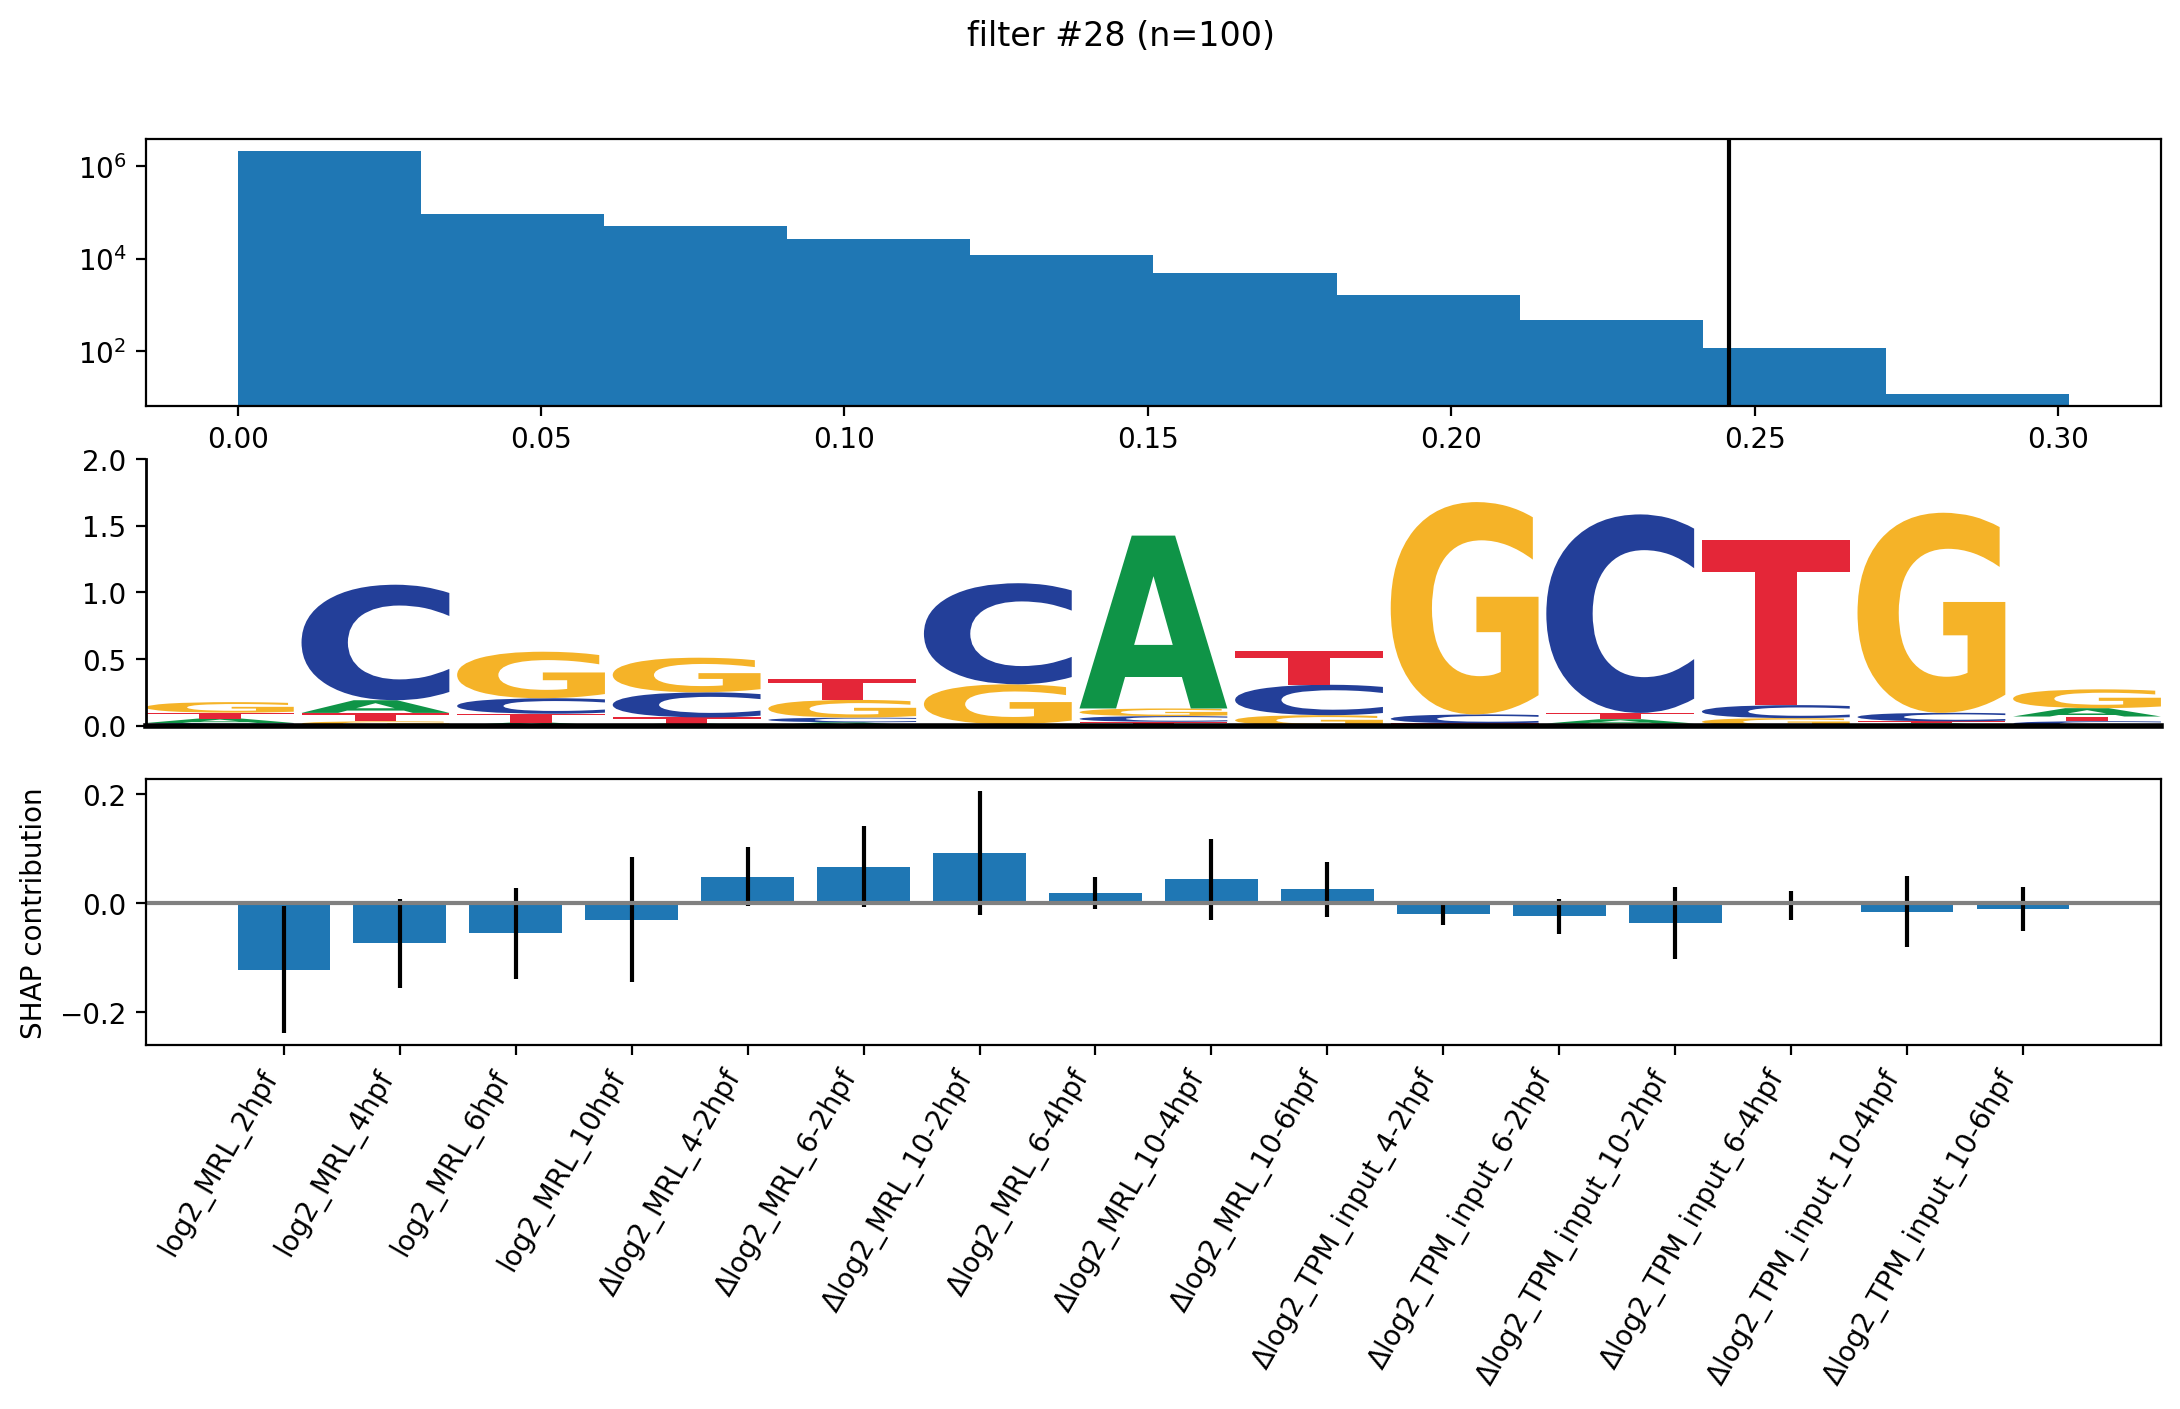 filter #28 (n=100)
10^6
10^4
10^2
0.00 0.05 0.10 0.15 0.20 0.25 0.30
2.0
1.5
1.0
0.5
0.0
G C G G T C A T G C T G G
SHAP contribution
0.2
0.0
−0.2
log2_MRL_2hpf
log2_MRL_4hpf
log2_MRL_6hpf
log2_MRL_10hpf
Δlog2_MRL_4-2hpf
Δlog2_MRL_6-2hpf
Δlog2_MRL_10-2hpf
Δlog2_MRL_6-4hpf
Δlog2_MRL_10-4hpf
Δlog2_MRL_10-6hpf
Δlog2_TPM_input_4-2hpf
Δlog2_TPM_input_6-2hpf
Δlog2_TPM_input_10-2hpf
Δlog2_TPM_input_6-4hpf
Δlog2_TPM_input_10-4hpf
Δlog2_TPM_input_10-6hpf